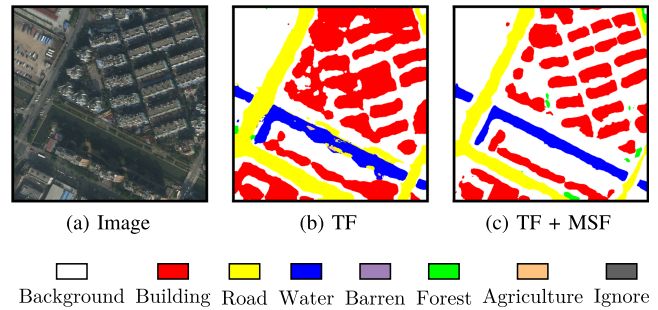 (a) Image (b) TF (c) TF + MSF
Background Building Road Water Barren Forest Agriculture Ignore